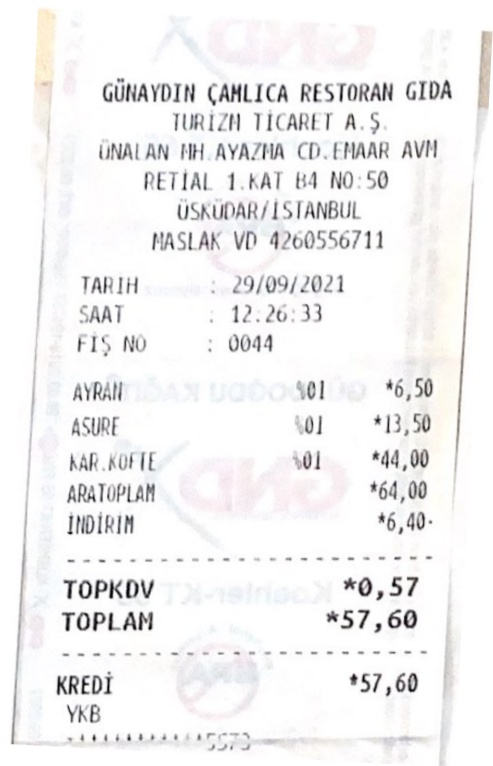 GÜNAYDIN ÇAMLICA RESTORAN GIDA
TURİZM TİCARET A.Ş.
ÜNALAN MH.AYAZMA CD.EMAAR AVM
RETİAL 1.KAT B4 NO:50
ÜSKÜDAR/İSTANBUL
MASLAK VD 4260556711
TARIH : 29/09/2021
SAAT : 12:26:33
FİŞ NO : 0044
AYRAN %01 *6,50
ASURE %01 *13,50
KAR.KOFTE %01 *44,00
ARATOPLAM *64,00
İNDİRİM *6,40-
TOPKDV *0,57
TOPLAM *57,60
KREDİ *57,60
YKB